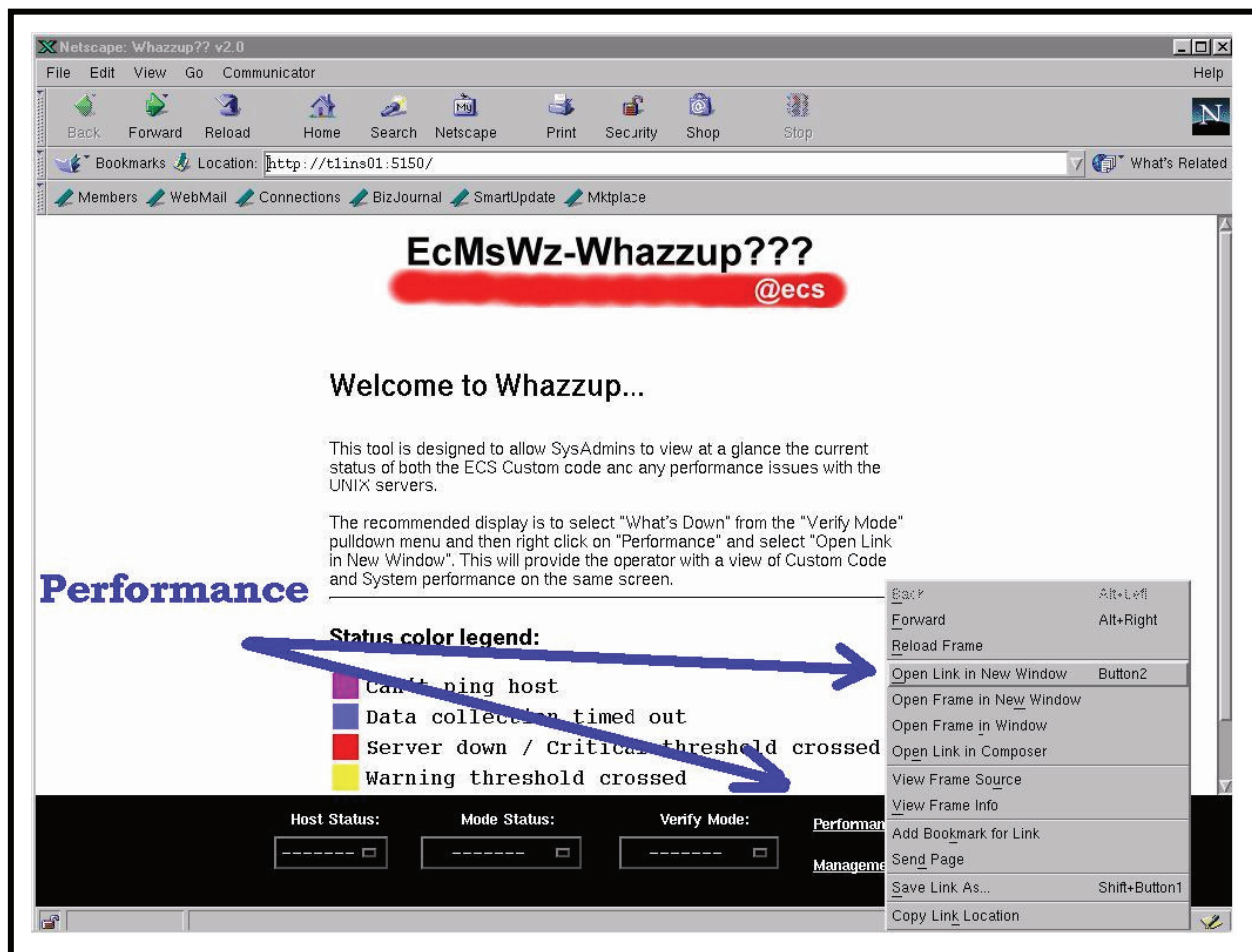 Netscape: Whazzup?? v2.0
File Edit View Go Communicator Help
Back Forward Reload Home Search Netscape Print Security Shop Stop
My
N
Bookmarks Location: http://t1ins01:5150/ What's Related
Members WebMail Connections BizJournal SmartUpdate Mktplace
EcMsWz-Whazzup???
@ecs
Welcome to Whazzup...
This tool is designed to allow SysAdmins to view at a glance the current
status of both the ECS Custom code and any performance issues with the
UNIX servers.
The recommended display is to select "What's Down" from the "Verify Mode"
pulldown menu and then right click on "Performance" and select "Open Link
in New Window". This will provide the operator with a view of Custom Code
and System performance on the same screen.
Performance
Status color legend:
Can't ping host
Data collection timed out
Server down / Critical threshold crossed
Warning threshold crossed
Host Status: Mode Status: Verify Mode: Performan
------- ------- -------
Manageme
Back Alt+Left
Forward Alt+Right
Reload Frame
Open Link in New Window Button2
Open Frame in New Window
Open Frame in Window
Open Link in Composer
View Frame Source
View Frame Info
Add Bookmark for Link
Send Page
Save Link As... Shift+Button1
Copy Link Location